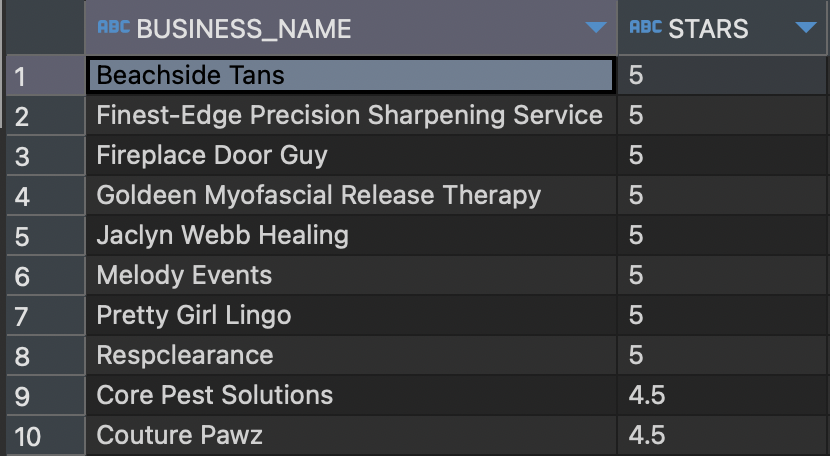 ABC BUSINESS_NAME ABC STARS
1 Beachside Tans 5
2 Finest-Edge Precision Sharpening Service 5
3 Fireplace Door Guy 5
4 Goldeen Myofascial Release Therapy 5
5 Jaclyn Webb Healing 5
6 Melody Events 5
7 Pretty Girl Lingo 5
8 Respclearance 5
9 Core Pest Solutions 4.5
10 Couture Pawz 4.5